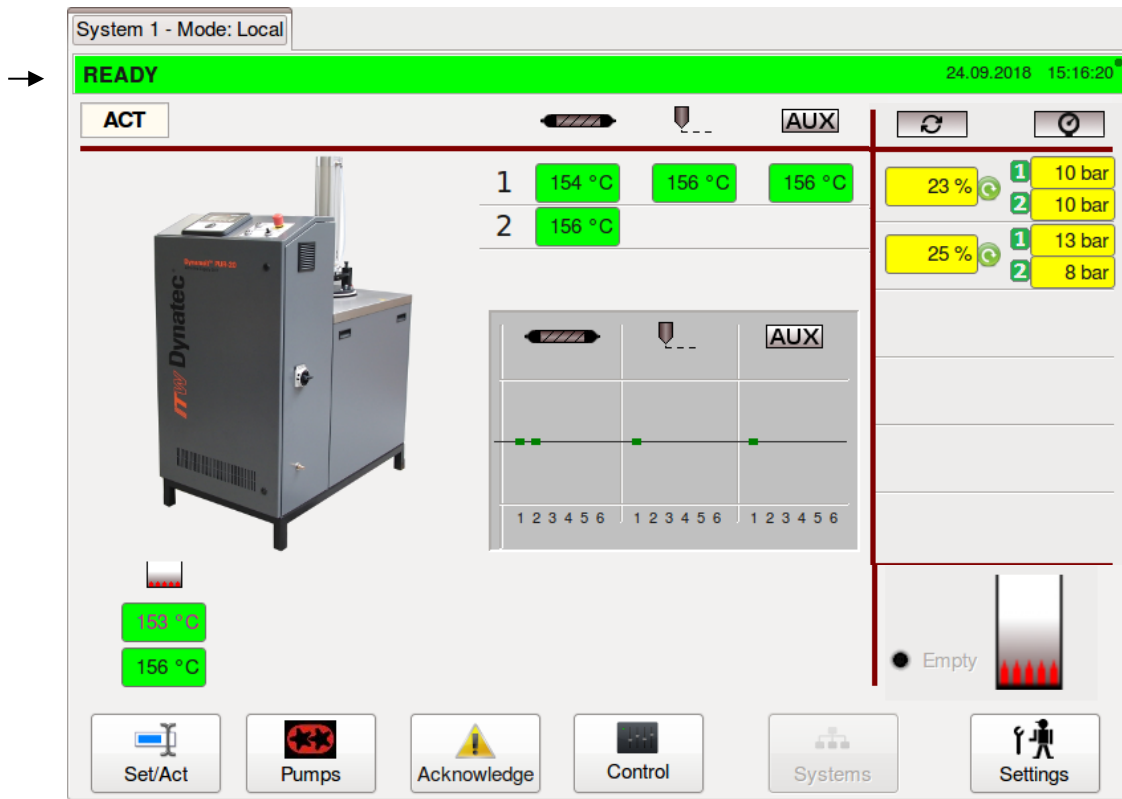 System 1 - Mode: Local
READY 24.09.2018 15:16:20
ACT AUX
1 154 °C 156 °C 156 °C 23 % 1 10 bar
2 10 bar
2 156 °C
25 % 1 13 bar
2 8 bar
ITW Dynatec
AUX
1 2 3 4 5 6 1 2 3 4 5 6 1 2 3 4 5 6
153 °C
156 °C
Empty
Set/Act Pumps Acknowledge Control Systems Settings